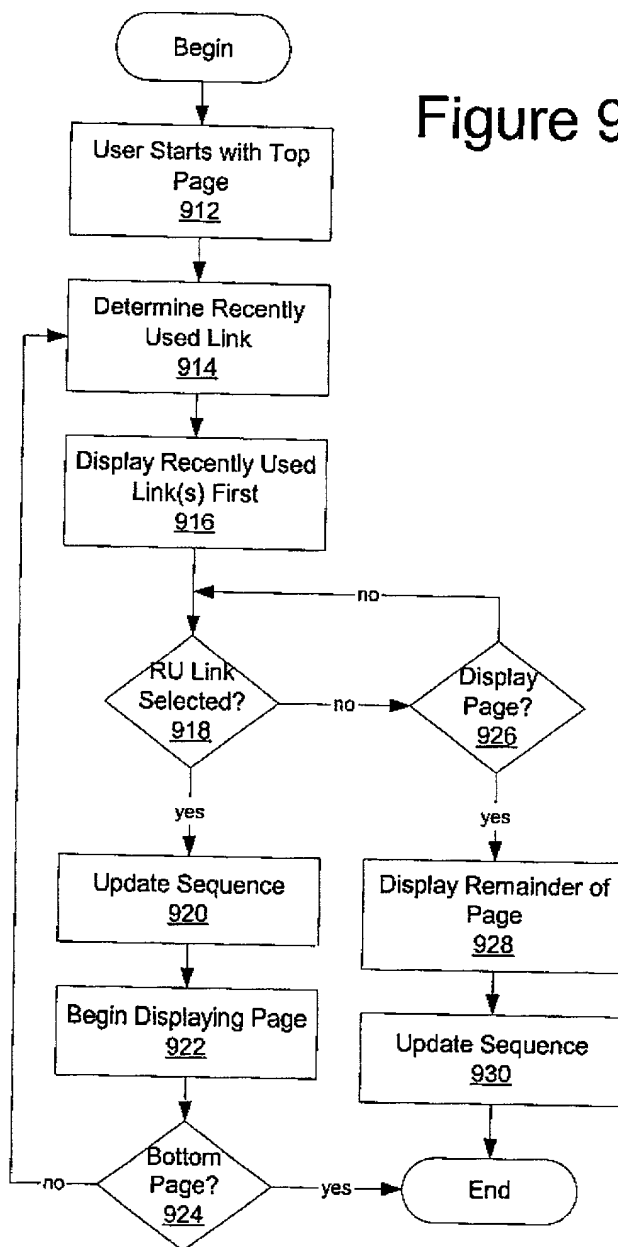 Begin
Figure 9
User Starts with Top
Page
912
Determine Recently
Used Link
914
Display Recently Used
Link(s) First
916
no
RU Link
Selected?
918
no
Display
Page?
926
yes
yes
Update Sequence
920
Display Remainder of
Page
928
Begin Displaying Page
922
Update Sequence
930
Bottom
Page?
924
no
yes
End